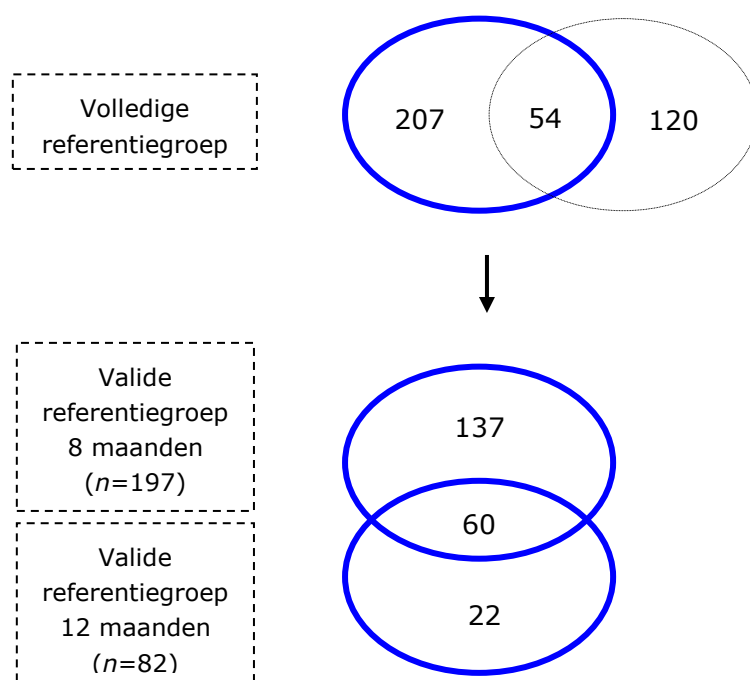 Volledige
referentiegroep
207 54 120
Valide
referentiegroep
8 maanden
(n=197)
137
60
Valide
referentiegroep
12 maanden
(n=82)
22